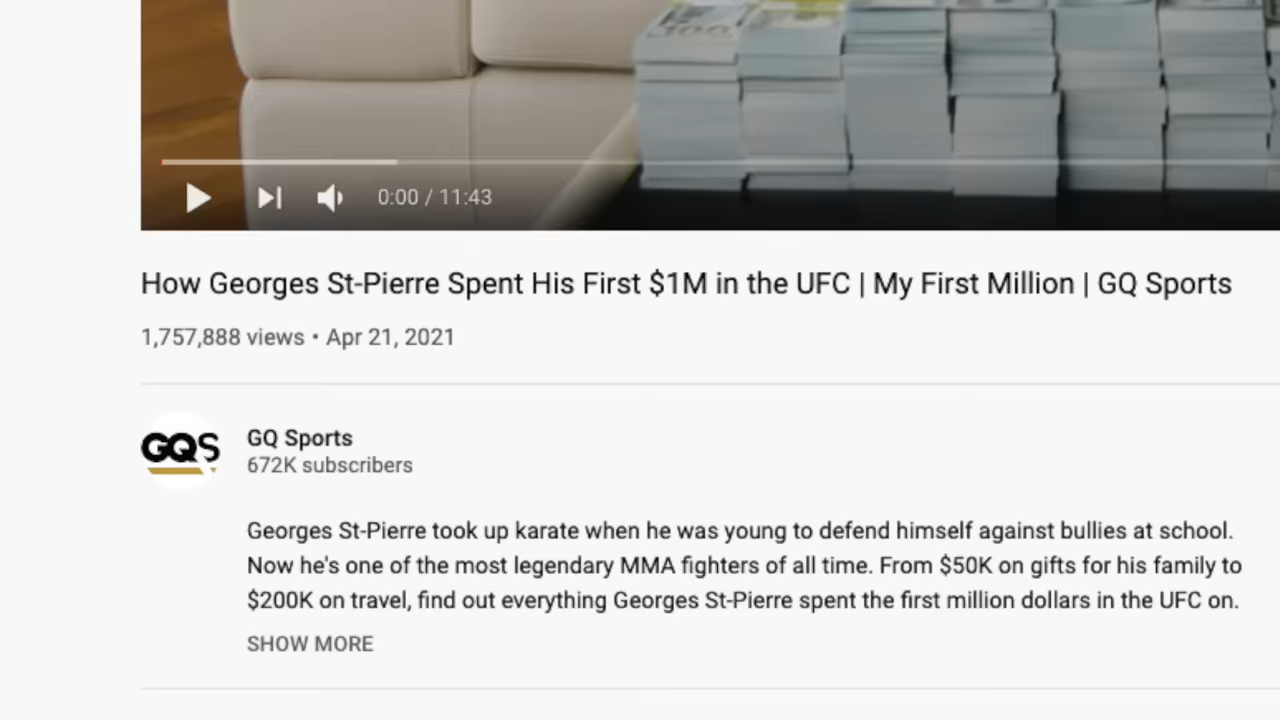 100
0:00 / 11:43
How Georges St-Pierre Spent His First $1M in the UFC | My First Million | GQ Sports
1,757,888 views • Apr 21, 2021
GQS
GQ Sports
672K subscribers
Georges St-Pierre took up karate when he was young to defend himself against bullies at school.
Now he's one of the most legendary MMA fighters of all time. From $50K on gifts for his family to
$200K on travel, find out everything Georges St-Pierre spent the first million dollars in the UFC on.
SHOW MORE